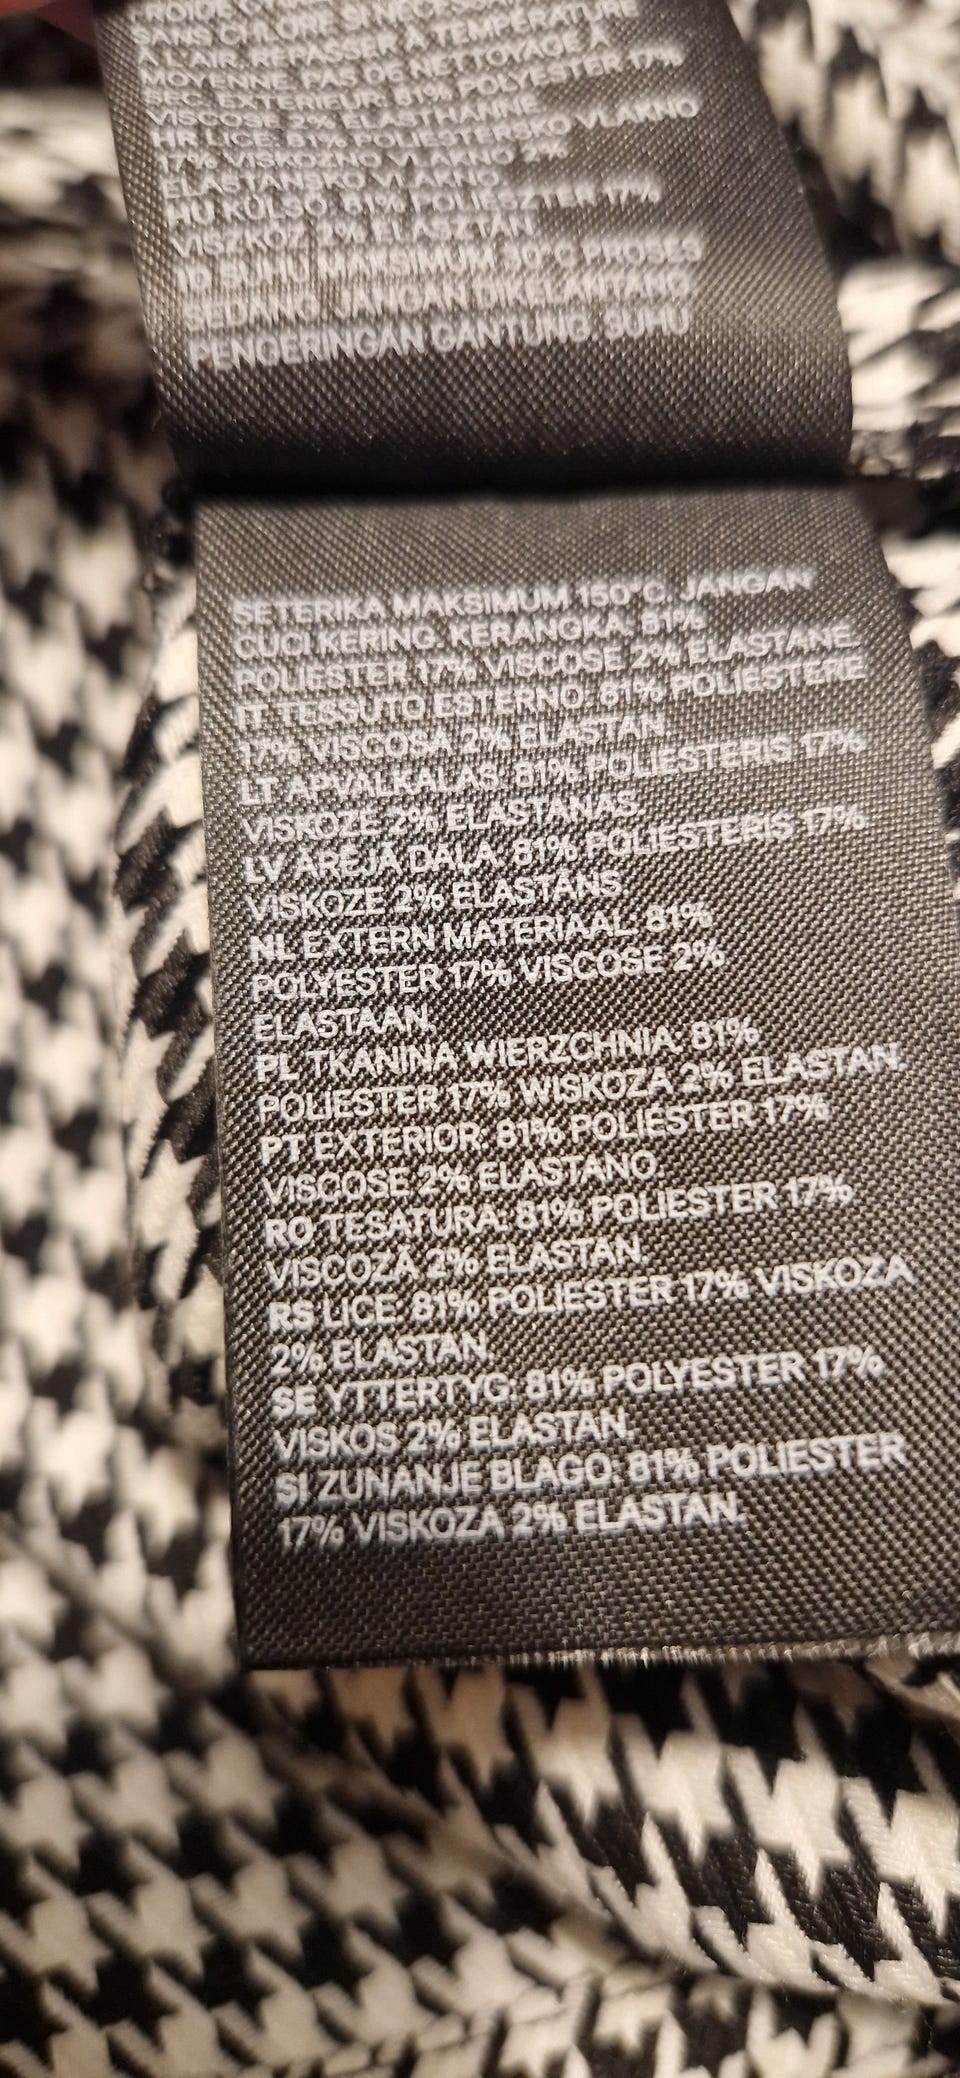 FROIDE
SANS CHLORE SI NÉCESSAIRE
À L'AIR. REPASSER À TEMPÉRATURE
MOYENNE. PAS DE NETTOYAGE À
SEC. EXTÉRIEUR: 81% POLYESTER 17%
VISCOSE 2% ÉLASTHANNE.
HR LICE: 81% POLIESTERSKO VLAKNO
17% VISKOZNO VLAKNO 2%
ELASTANSKO VLAKNO.
HU KÜLSŐ: 81% POLIÉSZTER 17%
VISZKÓZ 2% ELASZTÁN.
ID SUHU MAKSIMUM 30°C PROSES
SEDANG. JANGAN DIKELANTANG.
PENGERINGAN GANTUNG. SUHU
SETERIKA MAKSIMUM 150°C. JANGAN
CUCI KERING. KERANGKA: 81%
POLIESTER 17% VISCOSE 2% ELASTANE.
IT TESSUTO ESTERNO: 81% POLIESTERE
17% VISCOSA 2% ELASTAN.
LT APVALKALAS: 81% POLIESTERIS 17%
VISKOZE 2% ELASTANAS.
LV ĀRĒJĀ DAĻA: 81% POLIESTERIS 17%
VISKOZE 2% ELASTĀNS.
NL EXTERN MATERIAAL: 81%
POLYESTER 17% VISCOSE 2%
ELASTAAN.
PL TKANINA WIERZCHNIA: 81%
POLIESTER 17% WISKOZA 2% ELASTAN.
PT EXTERIOR: 81% POLIÉSTER 17%
VISCOSE 2% ELASTANO.
RO TESATURA: 81% POLIESTER 17%
VISCOZĂ 2% ELASTAN.
RS LICE: 81% POLIESTER 17% VISKOZA
2% ELASTAN.
SE YTTERTYG: 81% POLYESTER 17%
VISKOS 2% ELASTAN.
SI ZUNANJE BLAGO: 81% POLIESTER
17% VISKOZA 2% ELASTAN.